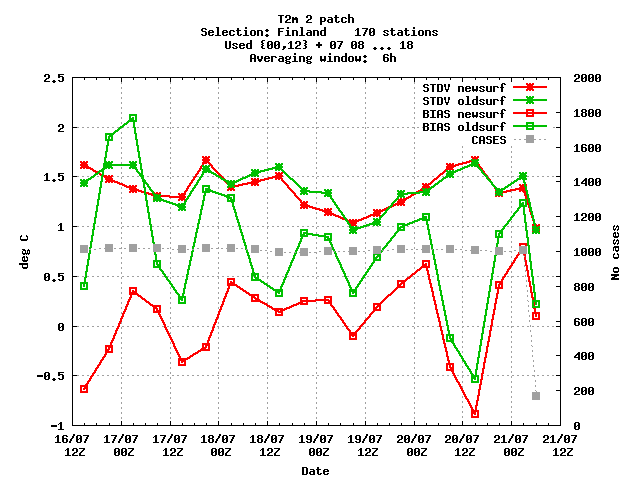 T2m 2 patch
Selection: Finland    170 stations
Used {00,12} + 07 08 ... 18
Averaging window:  6h
STDV newsurf
STDV oldsurf
BIAS newsurf
BIAS oldsurf
CASES
2.5
2
1.5
1
0.5
0
-0.5
-1
deg C
2000
1800
1600
1400
1200
1000
800
600
400
200
0
No cases
16/07 17/07 17/07 18/07 18/07 19/07 19/07 20/07 20/07 21/07 21/07
12Z 00Z 12Z 00Z 12Z 00Z 12Z 00Z 12Z 00Z 12Z
Date